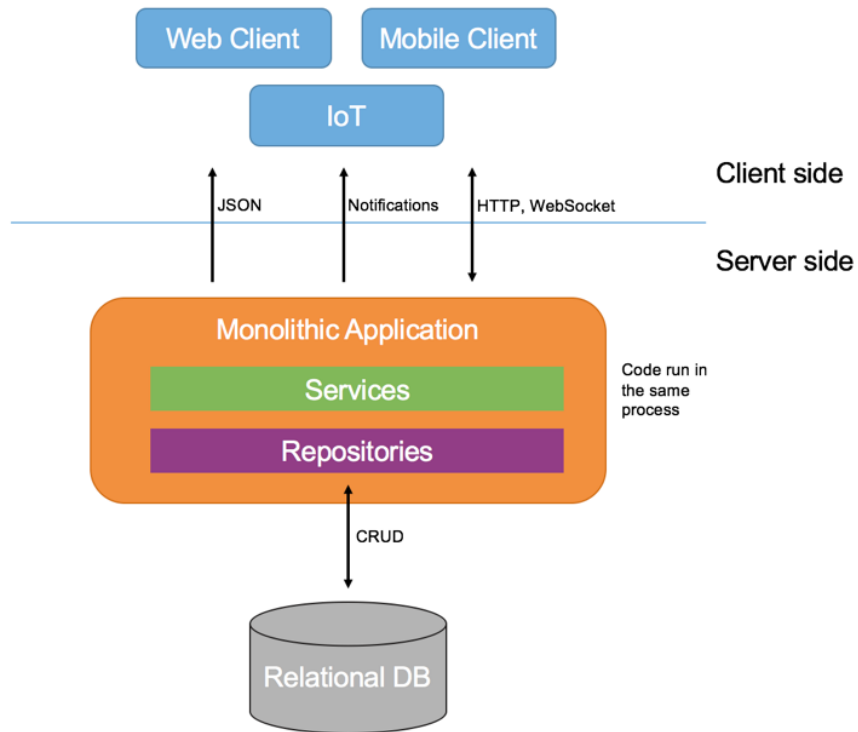 Web Client
Mobile Client
IoT
Client side
JSON
Notifications
HTTP, WebSocket
Server side
Monolithic Application
Services
Code run in
the same
process
Repositories
CRUD
Relational DB